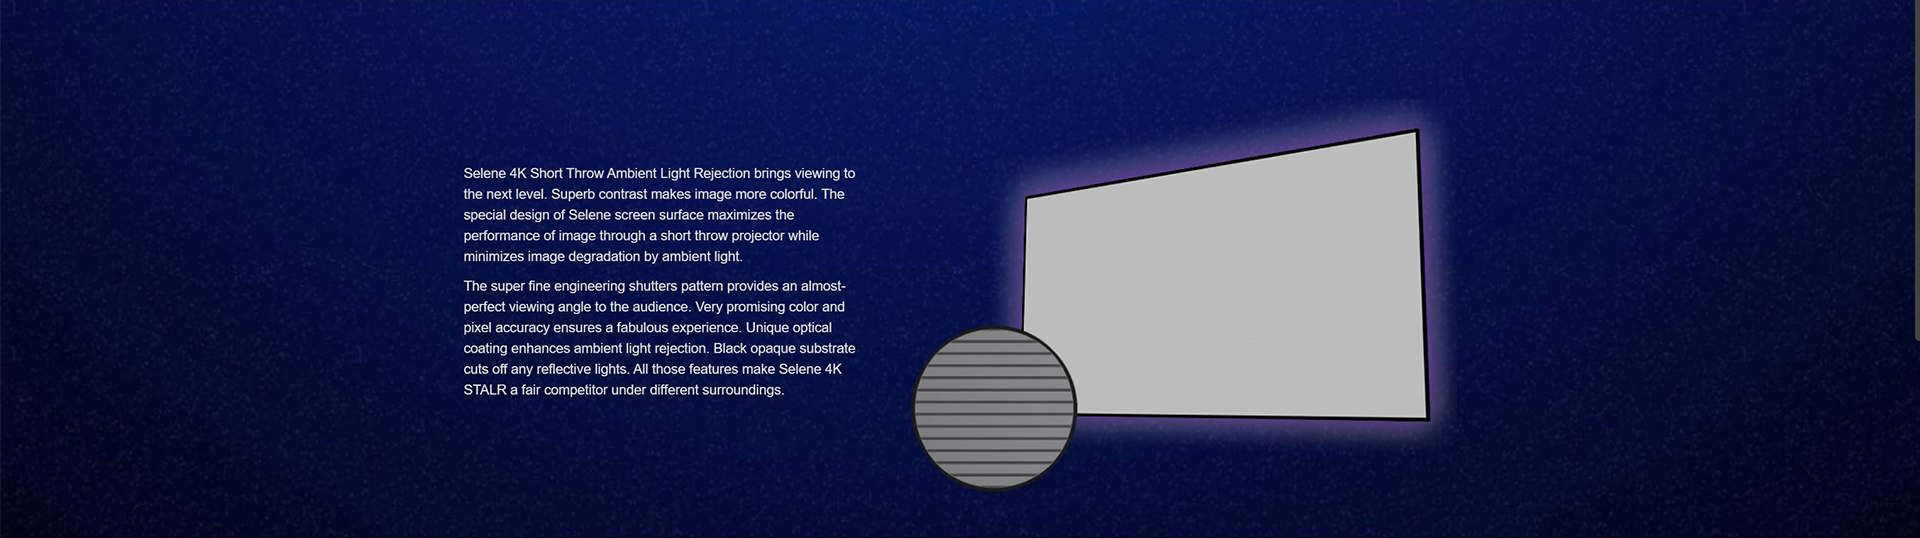 Selene 4K Short Throw Ambient Light Rejection brings viewing to
the next level. Superb contrast makes image more colorful. The
special design of Selene screen surface maximizes the
performance of image through a short throw projector while
minimizes image degradation by ambient light.
The super fine engineering shutters pattern provides an almost-
perfect viewing angle to the audience. Very promising color and
pixel accuracy ensures a fabulous experience. Unique optical
coating enhances ambient light rejection. Black opaque substrate
cuts off any reflective lights. All those features make Selene 4K
STALR a fair competitor under different surroundings.